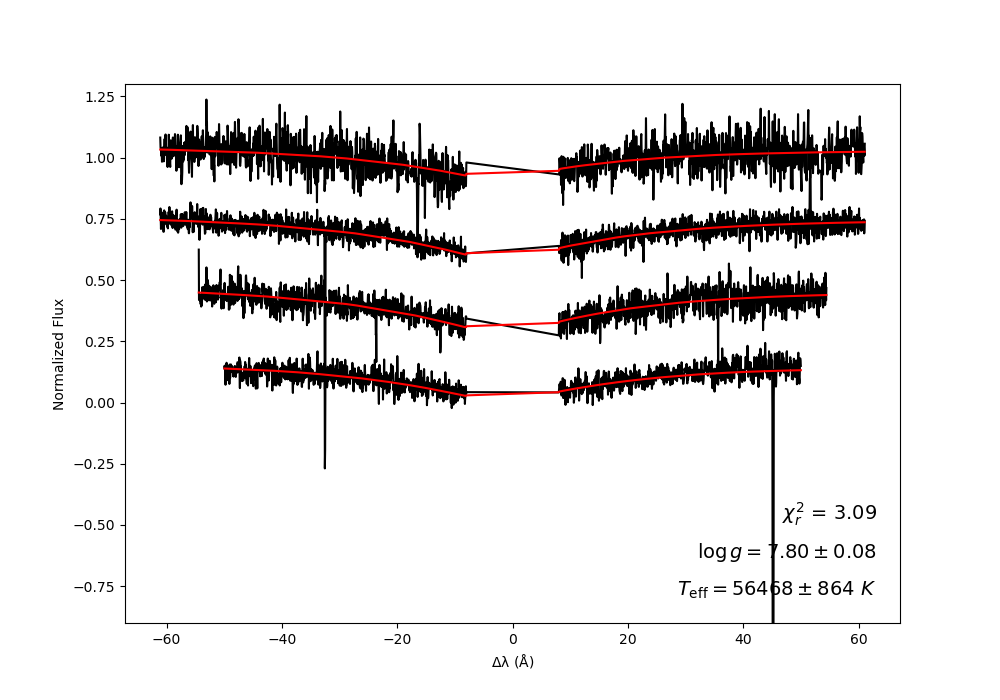 1.25
1.00
0.75
0.50
0.25
0.00
−0.25
−0.50
−0.75
Normalized Flux
χ²ᵣ = 3.09
log g = 7.80 ± 0.08
T_eff = 56468 ± 864 K
−60 −40 −20 0 20 40 60
Δλ (Å)